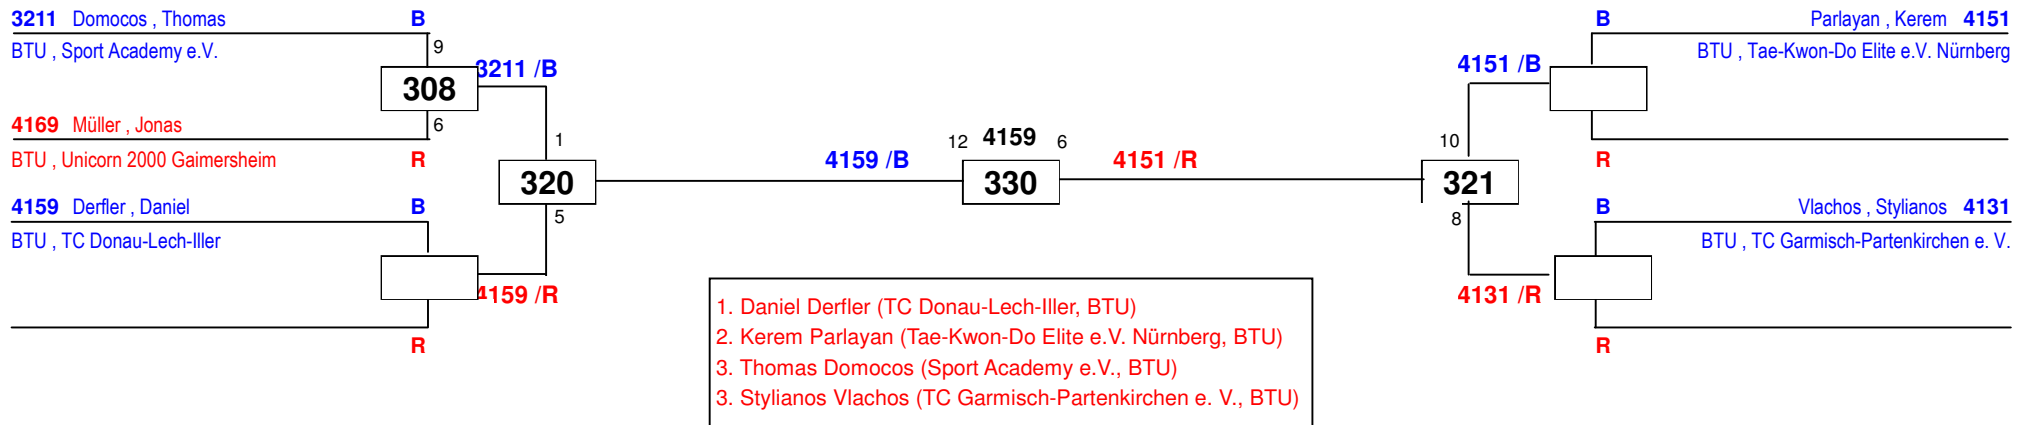 3211 Domocos , Thomas B
BTU , Sport Academy e.V.
9
308
3211 /B
4169 Müller , Jonas
6
BTU , Unicorn 2000 Gaimersheim R
1
320
5
4159 Derfler , Daniel B
BTU , TC Donau-Lech-Iller
4159 /R
R
4159 /B
12 4159 6
330
4151 /R
B Parlayan , Kerem 4151
BTU , Tae-Kwon-Do Elite e.V. Nürnberg
4151 /B
R
10
321
8
B Vlachos , Stylianos 4131
BTU , TC Garmisch-Partenkirchen e. V.
4131 /R
R
1. Daniel Derfler (TC Donau-Lech-Iller, BTU)
2. Kerem Parlayan (Tae-Kwon-Do Elite e.V. Nürnberg, BTU)
3. Thomas Domocos (Sport Academy e.V., BTU)
3. Stylianos Vlachos (TC Garmisch-Partenkirchen e. V., BTU)